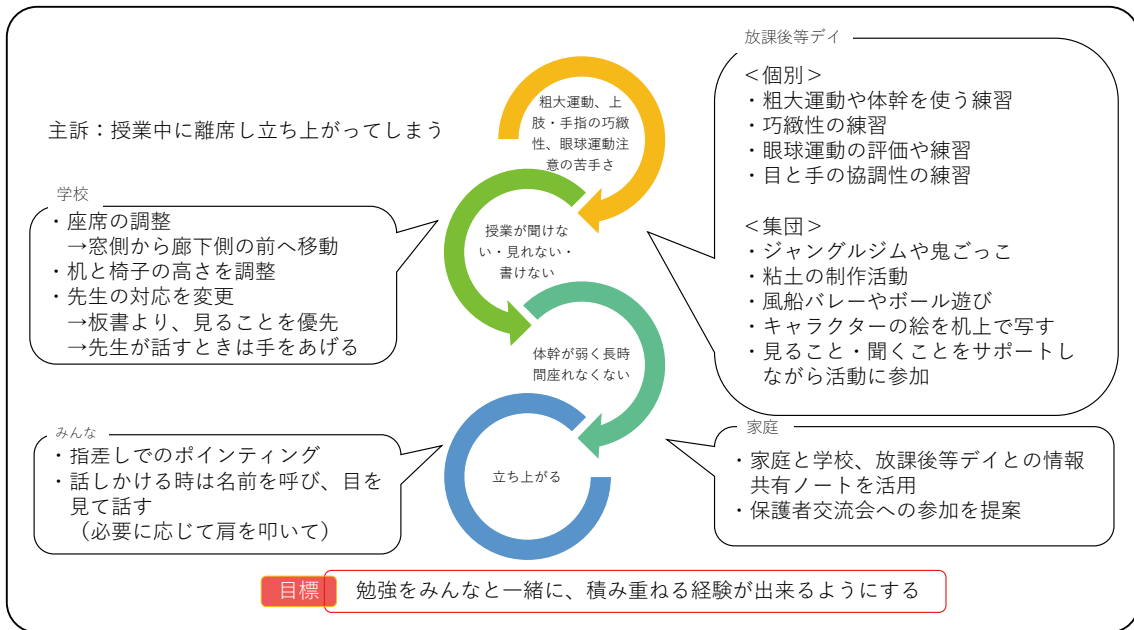 主訴：授業中に離席し立ち上がってしまう
粗大運動、上
肢・手指の巧緻
性、眼球運動注
意の苦手さ
授業が聞けな
い・見れない・
書けない
体幹が弱く長時
間座れなくない
立ち上がる
学校
・座席の調整
→窓側から廊下側の前へ移動
・机と椅子の高さを調整
・先生の対応を変更
→板書より、見ることを優先
→先生が話すときは手をあげる
みんな
・指差しでのポインティング
・話しかける時は名前を呼び、目を
見て話す
（必要に応じて肩を叩いて）
放課後等デイ
＜個別＞
・粗大運動や体幹を使う練習
・巧緻性の練習
・眼球運動の評価や練習
・目と手の協調性の練習
＜集団＞
・ジャングルジムや鬼ごっこ
・粘土の制作活動
・風船バレーやボール遊び
・キャラクターの絵を机上で写す
・見ること・聞くことをサポートし
ながら活動に参加
家庭
・家庭と学校、放課後等デイとの情報
共有ノートを活用
・保護者交流会への参加を提案
目標 勉強をみんなと一緒に、積み重ねる経験が出来るようにする